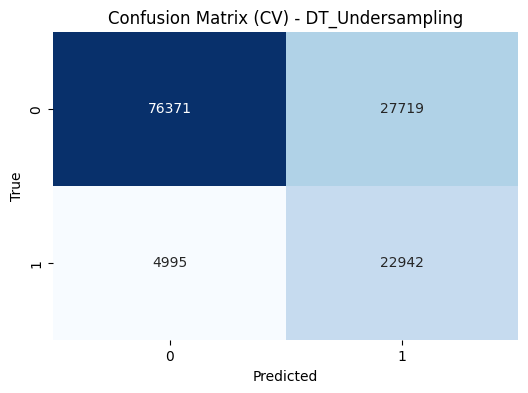 Confusion Matrix (CV) - DT_Undersampling
True
0
76371
27719
1
4995
22942
0
1
Predicted